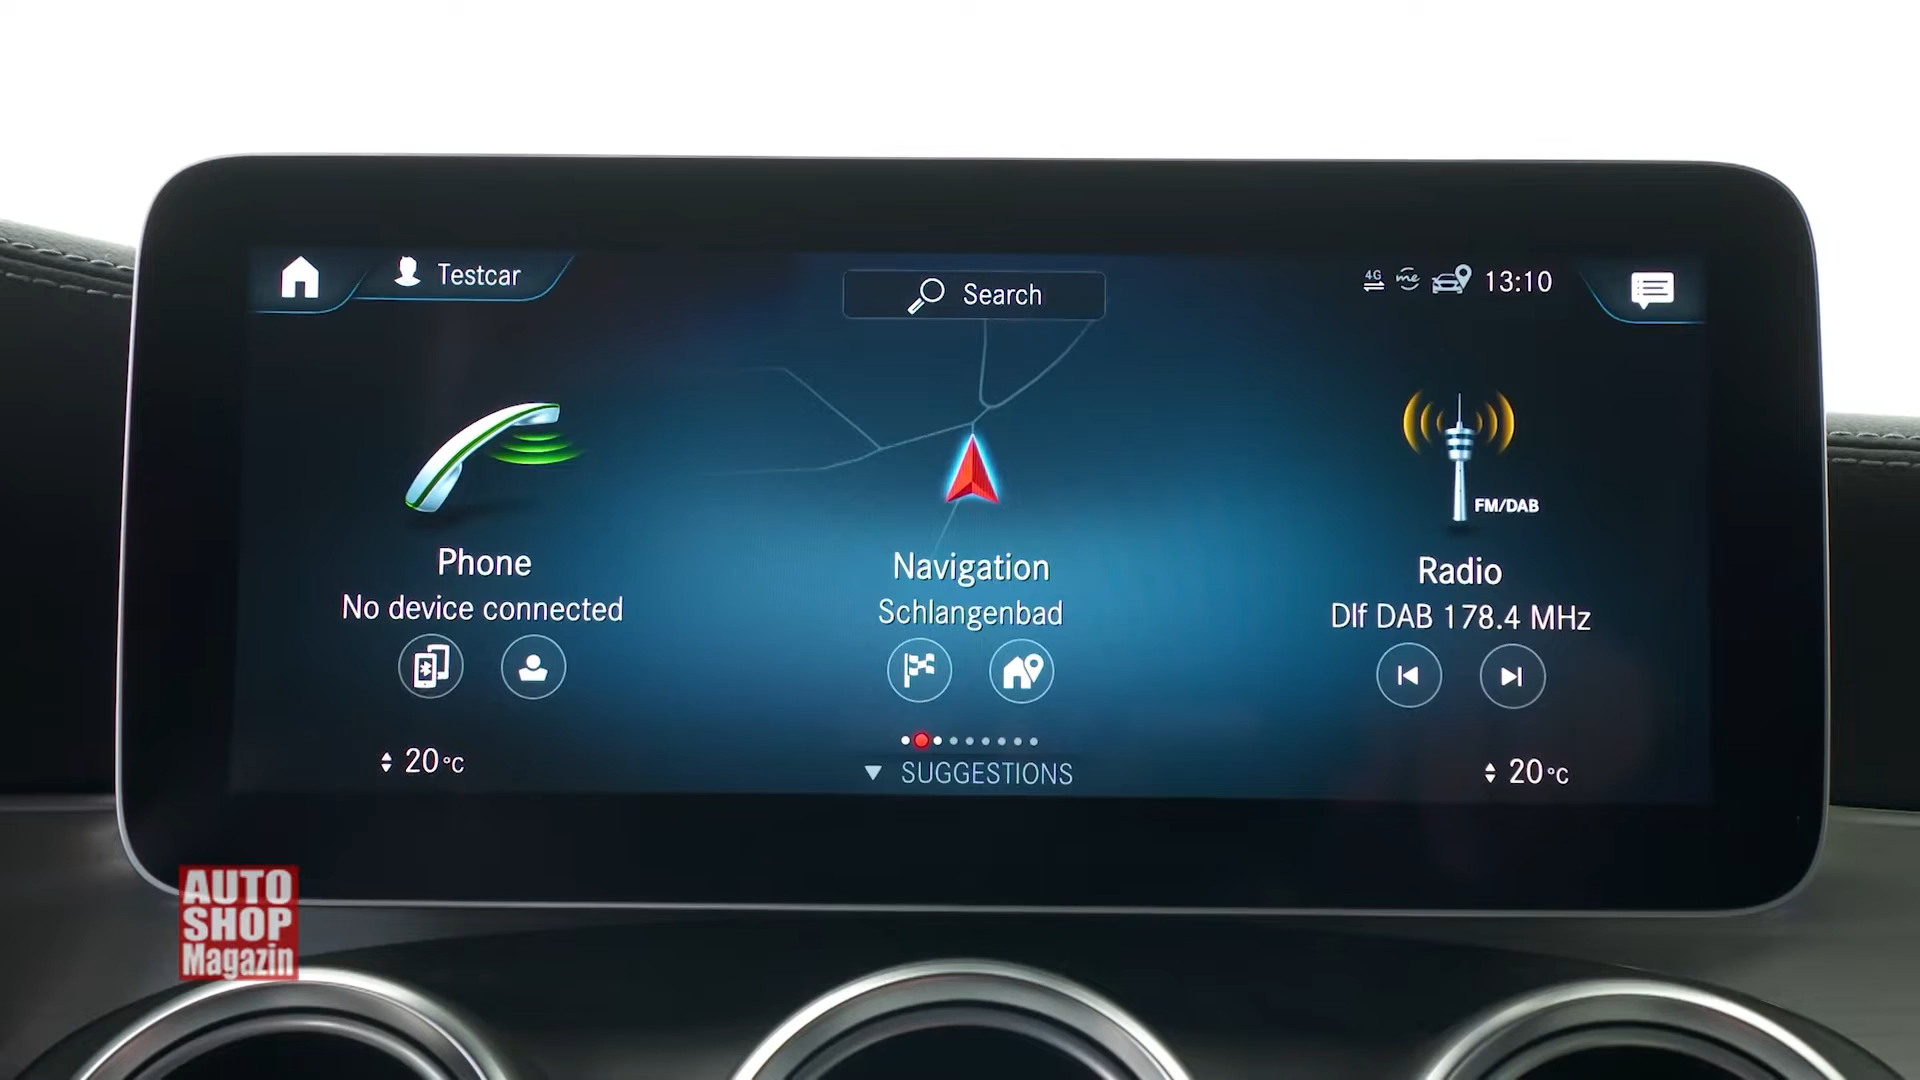 Testcar
Search
4G me 13:10
FM/DAB
Phone
No device connected
Navigation
Schlangenbad
Radio
Dlf DAB 178.4 MHz
20°C
SUGGESTIONS
20°C
AUTO
SHOP
Magazin